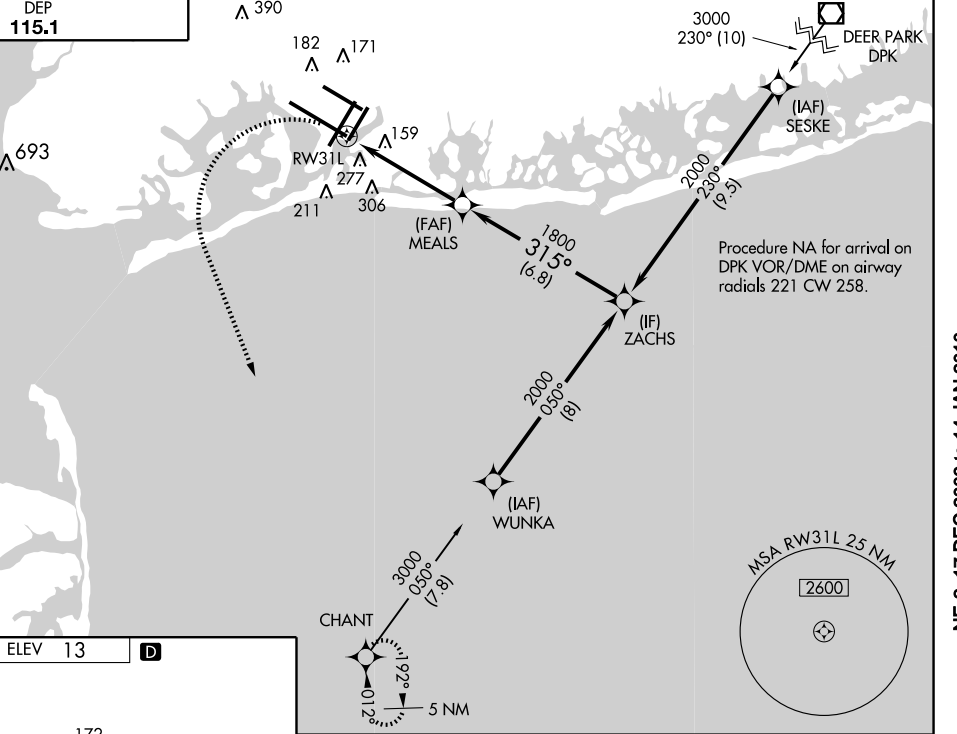 DEP
115.1
390
182
171
3000
230° (10)
DEER PARK
DPK
(IAF)
SESKE
693
159
RW31L
277
211
306
(FAF)
MEALS
2000
230°
(9.5)
1800
315°
(6.8)
Procedure NA for arrival on
DPK VOR/DME on airway
radials 221 CW 258.
(IF)
ZACHS
2000
050°
(8)
(IAF)
WUNKA
3000
050°
(7.8)
CHANT
192°
012°
5 NM
MSA RW31L 25 NM
2600
ELEV 13
D